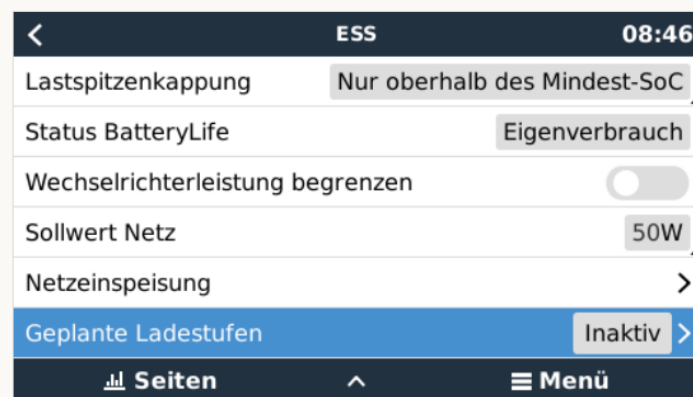 ESS 08:46
Lastspitzenkappung Nur oberhalb des Mindest-SoC
Status BatteryLife Eigenverbrauch
Wechselrichterleistung begrenzen
Sollwert Netz 50W
Netzeinspeisung
Geplante Ladestufen Inaktiv
Seiten Menü